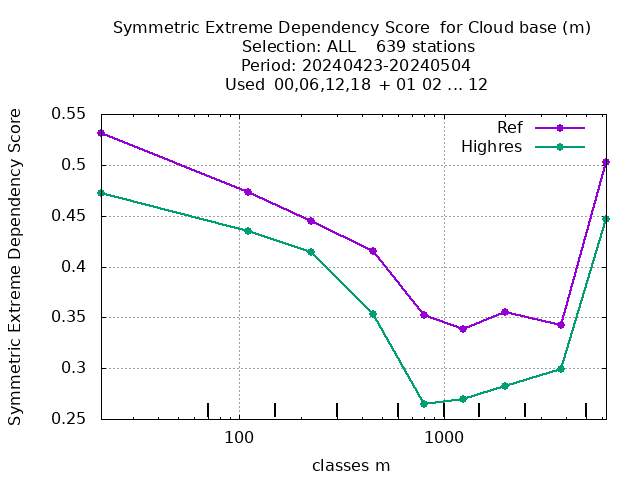 Symmetric Extreme Dependency Score  for Cloud base (m)
Selection: ALL    639 stations
Period: 20240423-20240504
Used  00,06,12,18  + 01 02 ... 12
Symmetric Extreme Dependency Score
0.55
0.5
0.45
0.4
0.35
0.3
0.25
Ref
Highres
100
1000
classes m